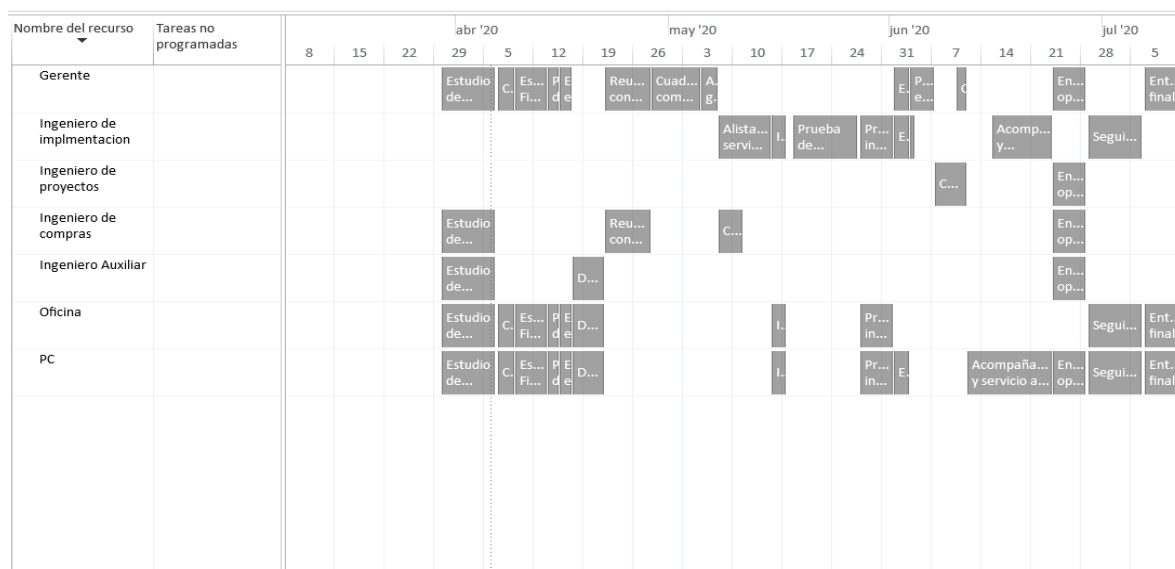 Nombre del recurso
Tareas no
programadas
abr '20
may '20
jun '20
jul '20
8 15 22 29 5 12 19 26 3 10 17 24 31 7 14 21 28 5
Gerente
Estudio
de...
C.
Es...
Fi...
P
d
E
e
Reu...
con...
Cuad...
com...
A.
g.
E.
P...
e...
C
En...
op...
Ent.
final
Ingeniero de
implmentacion
Alista...
servi...
I.
Prueba
de...
Pr...
in...
E.
Acomp...
y...
Segui...
Ingeniero de
proyectos
C...
En...
op...
Ingeniero de
compras
Estudio
de...
Reu...
con...
C...
En...
op...
Ingeniero Auxiliar
Estudio
de...
D...
En...
op...
Oficina
Estudio
de...
C.
Es...
Fi...
P
d
E
e
D...
I.
Pr...
in...
Segui...
Ent.
final
PC
Estudio
de...
C.
Es...
Fi...
P
d
E
e
D...
I.
Pr...
in...
E.
Acompaña...
y servicio a...
En...
op...
Segui...
Ent.
final